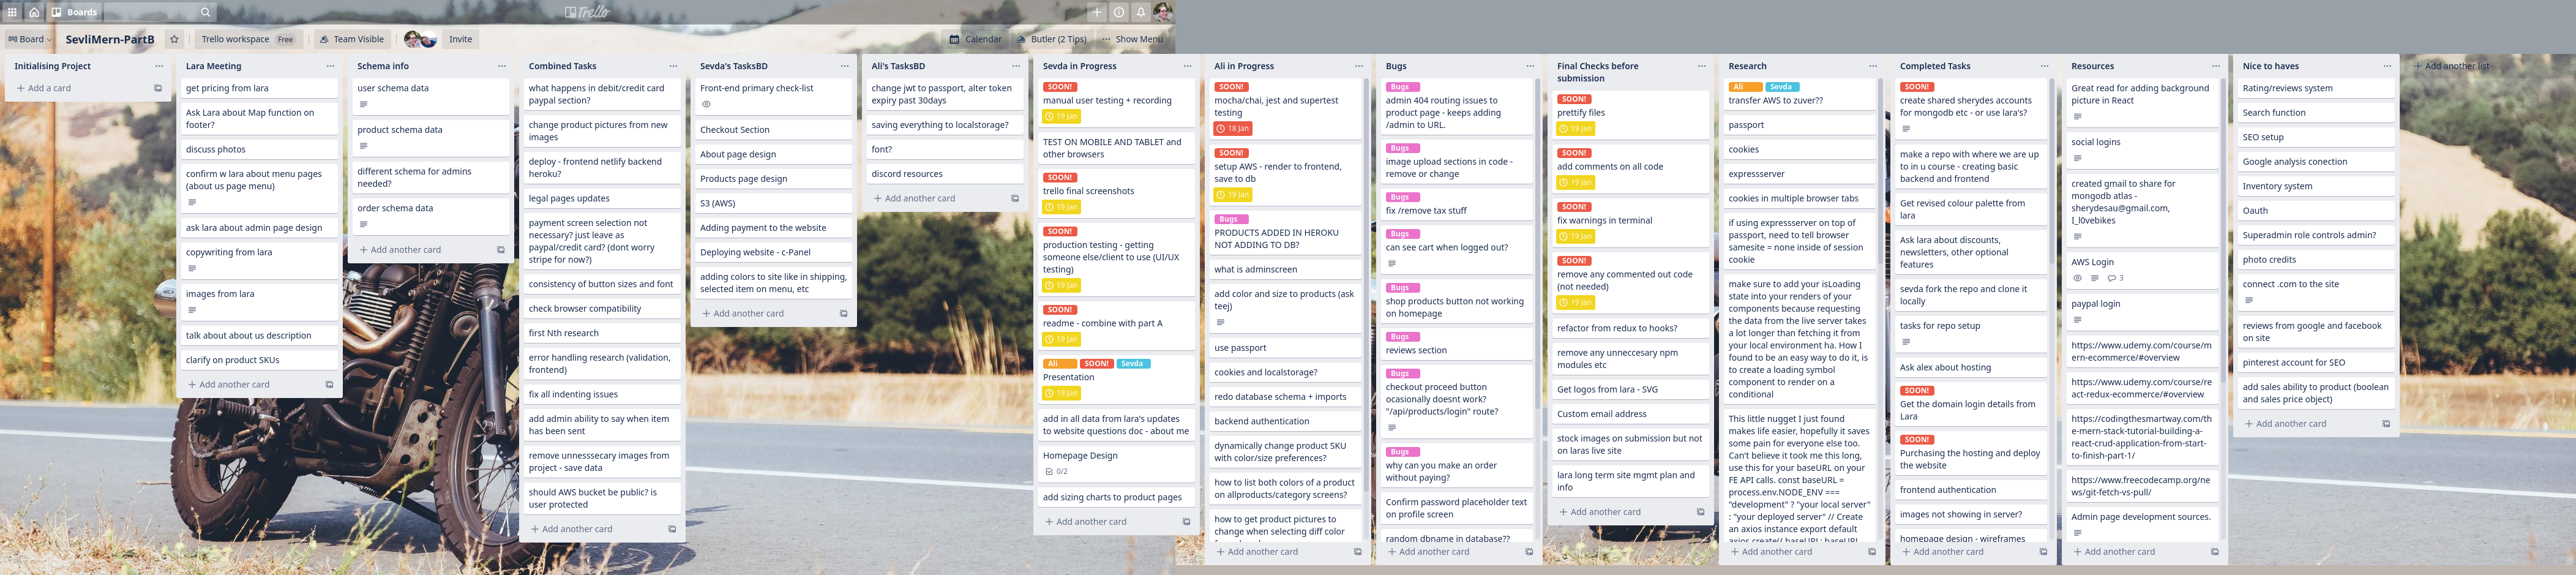 Boards
Trello
Board
SevliMern-PartB
Trello workspace Free
Team Visible
Invite
Calendar
Butler (2 Tips)
Show Menu
Initialising Project
Add a card
Lara Meeting
get pricing from lara
Ask Lara about Map function on
footer?
discuss photos
confirm w lara about menu pages
(about us page menu)
ask lara about admin page design
copywriting from lara
images from lara
talk about about us description
clarify on product SKUs
Add another card
Schema info
user schema data
product schema data
different schema for admins
needed?
order schema data
Add another card
Combined Tasks
what happens in debit/credit card
paypal section?
change product pictures from new
images
deploy - frontend netlify backend
heroku?
legal pages updates
payment screen selection not
necessary? just leave as
paypal/credit card? (dont worry
stripe for now?)
consistency of button sizes and font
check browser compatibility
first Nth research
error handling research (validation,
frontend)
fix all indenting issues
add admin ability to say when item
has been sent
remove unnesssecary images from
project - save data
should AWS bucket be public? is
user protected
Add another card
Sevda's TasksBD
Front-end primary check-list
Checkout Section
About page design
Products page design
S3 (AWS)
Adding payment to the website
Deploying website - c-Panel
adding colors to site like in shipping,
selected item on menu, etc
Add another card
Ali's TasksBD
change jwt to passport, alter token
expiry past 30days
saving everything to localstorage?
font?
discord resources
Add another card
Sevda in Progress
SOON!
manual user testing + recording
19 Jan
TEST ON MOBILE AND TABLET and
other browsers
SOON!
trello final screenshots
19 Jan
SOON!
production testing - getting
someone else/client to use (UI/UX
testing)
19 Jan
SOON!
readme - combine with part A
19 Jan
Ali SOON! Sevda
Presentation
19 Jan
add in all data from lara's updates
to website questions doc - about me
Homepage Design
0/2
add sizing charts to product pages
Add another card
Ali in Progress
SOON!
mocha/chai, jest and supertest
testing
18 Jan
SOON!
setup AWS - render to frontend,
save to db
19 Jan
Bugs
PRODUCTS ADDED IN HEROKU
NOT ADDING TO DB?
what is adminscreen
add color and size to products (ask
teej)
use passport
cookies and localstorage?
redo database schema + imports
backend authentication
dynamically change product SKU
with color/size preferences?
how to list both colors of a product
on allproducts/category screens?
how to get product pictures to
change when selecting diff color
Add another card
Bugs
Bugs
admin 404 routing issues to
product page - keeps adding
/admin to URL.
Bugs
image upload sections in code -
remove or change
Bugs
fix /remove tax stuff
Bugs
can see cart when logged out?
Bugs
shop products button not working
on homepage
Bugs
reviews section
Bugs
checkout proceed button
ocasionally doesnt work?
"/api/products/login" route?
Bugs
why can you make an order
without paying?
Confirm password placeholder text
on profile screen
random dbname in database??
Add another card
Final Checks before
submission
SOON!
prettify files
19 Jan
SOON!
add comments on all code
19 Jan
SOON!
fix warnings in terminal
19 Jan
SOON!
remove any commented out code
(not needed)
19 Jan
refactor from redux to hooks?
remove any unneccesary npm
modules etc
Get logos from lara - SVG
Custom email address
stock images on submission but not
on laras live site
lara long term site mgmt plan and
info
Add another card
Research
Ali Sevda
transfer AWS to zuver??
passport
cookies
expressserver
cookies in multiple browser tabs
if using expressserver on top of
passport, need to tell browser
samesite = none inside of session
cookie
make sure to add your isLoading
state into your renders of your
components because requesting
the data from the live server takes
a lot longer than fetching it from
your local environment ha. How I
found to be an easy way to do it, is
to create a loading symbol
component to render on a
conditional
This little nugget I just found
makes life easier, hopefully it saves
some pain for everyone else too.
Can't believe it took me this long,
use this for your baseURL on your
FE API calls. const baseURL =
process.env.NODE_ENV ===
"development" ? "your local server"
: "your deployed server" // Create
an axios instance export default
axios.create({ baseURL: baseURL
Add another card
Completed Tasks
SOON!
create shared sherydes accounts
for mongodb etc - or use lara's?
make a repo with where we are up
to in u course - creating basic
backend and frontend
Get revised colour palette from
lara
Ask lara about discounts,
newsletters, other optional
features
sevda fork the repo and clone it
locally
tasks for repo setup
Ask alex about hosting
SOON!
Get the domain login details from
Lara
SOON!
Purchasing the hosting and deploy
the website
frontend authentication
images not showing in server?
homepage design - wireframes
Add another card
Resources
Great read for adding background
picture in React
social logins
created gmail to share for
mongodb atlas -
sherydesau@gmail.com,
I_l0vebikes
AWS Login
3
paypal login
https://www.udemy.com/course/m
ern-ecommerce/#overview
https://www.udemy.com/course/re
act-redux-ecommerce/#overview
https://codingthesmartway.com/th
e-mern-stack-tutorial-building-a-
react-crud-application-from-start-
to-finish-part-1/
https://www.freecodecamp.org/ne
ws/git-fetch-vs-pull/
Admin page development sources.
Add another card
Nice to haves
Rating/reviews system
Search function
SEO setup
Google analysis conection
Inventory system
Oauth
Superadmin role controls admin?
photo credits
connect .com to the site
reviews from google and facebook
on site
pinterest account for SEO
add sales ability to product (boolean
and sales price object)
Add another card
Add another list